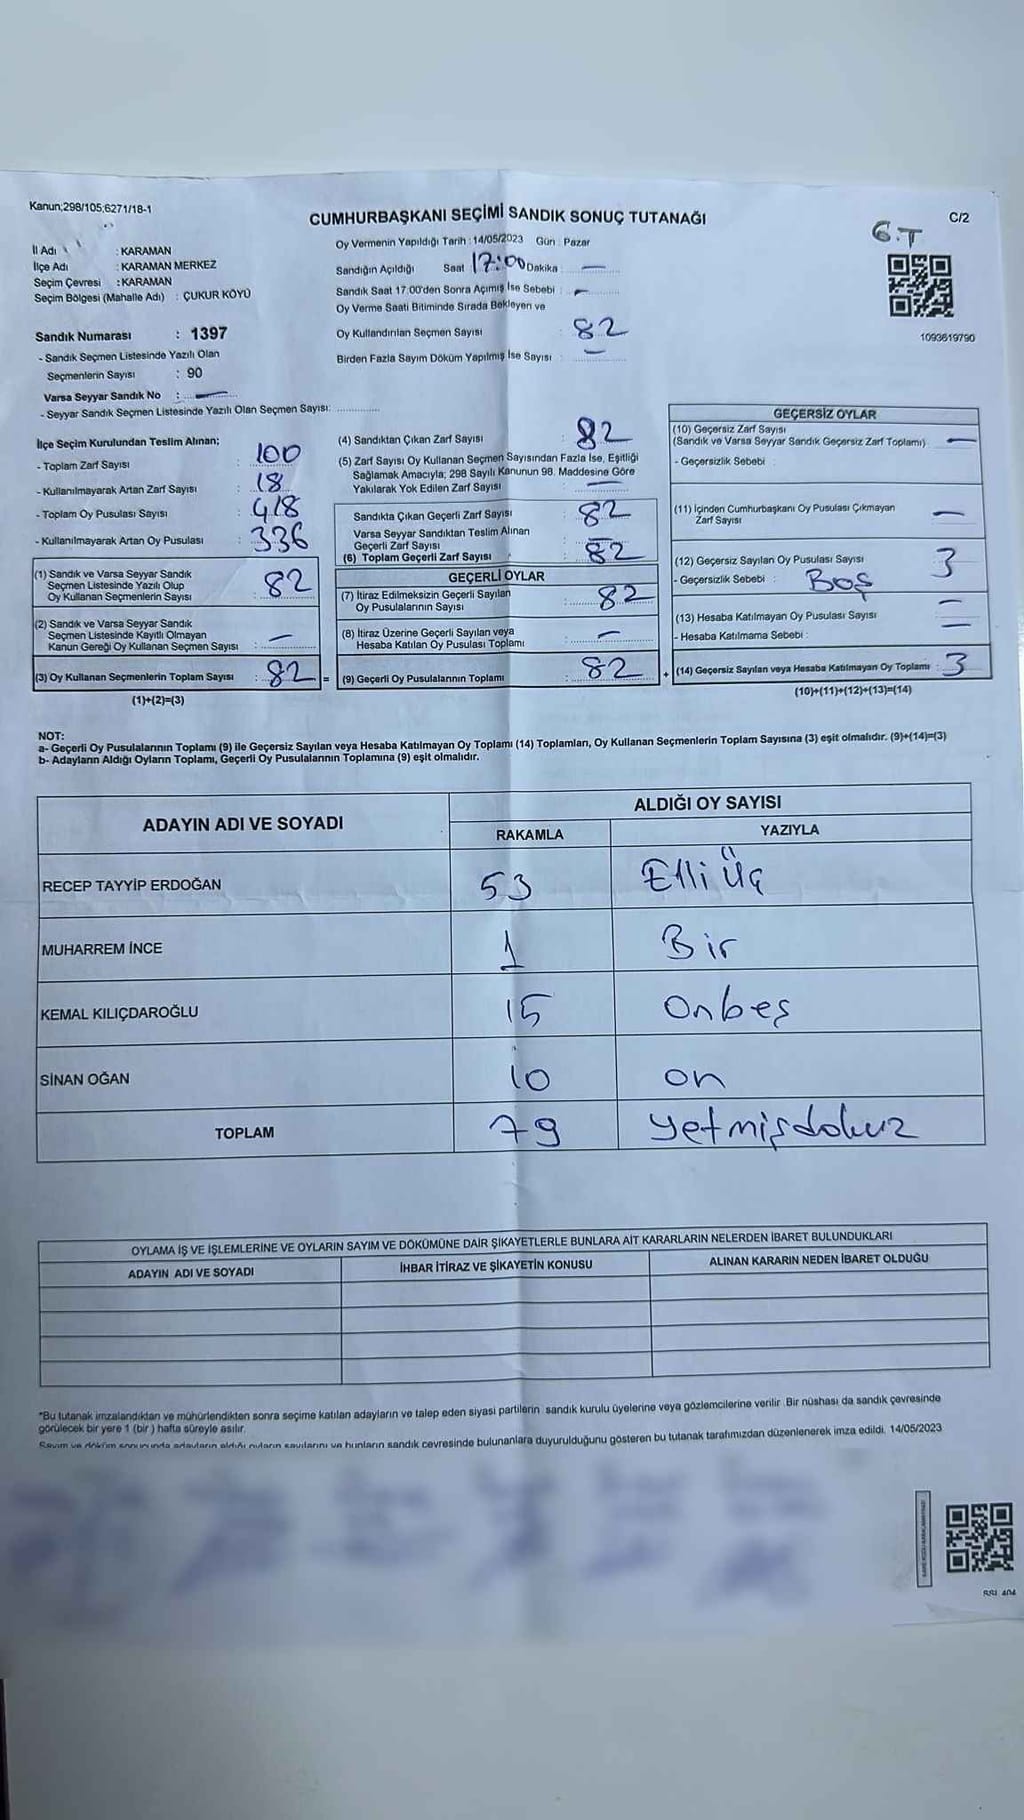 Kanun;298/105;6271/18-1
CUMHURBAŞKANI SEÇİMİ SANDIK SONUÇ TUTANAĞI
C/2
G.T
İl Adı : KARAMAN
İlçe Adı : KARAMAN MERKEZ
Seçim Çevresi : KARAMAN
Seçim Bölgesi (Mahalle Adı) : ÇUKUR KÖYÜ
Sandık Numarası : 1397
- Sandık Seçmen Listesinde Yazılı Olan
Seçmenlerin Sayısı : 90
Varsa Seyyar Sandık No : —
- Seyyar Sandık Seçmen Listesinde Yazılı Olan Seçmen Sayısı: ............
Oy Vermenin Yapıldığı Tarih : 14/05/2023 Gün : Pazar
Sandığın Açıldığı Saat 17:00 Dakika : —
Sandık Saat 17.00'den Sonra Açımış İse Sebebi : —
Oy Verme Saati Bitiminde Sırada Bekleyen ve
Oy Kullandırılan Seçmen Sayısı : 82
Birden Fazla Sayım Döküm Yapılmış İse Sayısı : —
1093619790
İlçe Seçim Kurulundan Teslim Alınan;
- Toplam Zarf Sayısı : 100
- Kullanılmayarak Artan Zarf Sayısı : 18
- Toplam Oy Pusulası Sayısı : 418
- Kullanılmayarak Artan Oy Pusulası : 336
(1) Sandık ve Varsa Seyyar Sandık
Seçmen Listesinde Yazılı Olup
Oy Kullanan Seçmenlerin Sayısı : 82
(2) Sandık ve Varsa Seyyar Sandık
Seçmen Listesinde Kayıtlı Olmayan
Kanun Gereği Oy Kullanan Seçmen Sayısı : —
(3) Oy Kullanan Seçmenlerin Toplam Sayısı : 82 =
(1)+(2)=(3)
(4) Sandıktan Çıkan Zarf Sayısı : 82
(5) Zarf Sayısı Oy Kullanan Seçmen Sayısından Fazla İse, Eşitliği
Sağlamak Amacıyla; 298 Sayılı Kanunun 98. Maddesine Göre
Yakılarak Yok Edilen Zarf Sayısı : —
Sandıkta Çıkan Geçerli Zarf Sayısı : 82
Varsa Seyyar Sandıktan Teslim Alınan
Geçerli Zarf Sayısı : —
(6) Toplam Geçerli Zarf Sayısı : 82
GEÇERLİ OYLAR
(7) İtiraz Edilmeksizin Geçerli Sayılan
Oy Pusulalarının Sayısı : 82
(8) İtiraz Üzerine Geçerli Sayılan veya
Hesaba Katılan Oy Pusulası Toplamı : —
(9) Geçerli Oy Pusulalarının Toplamı : 82 +
GEÇERSİZ OYLAR
(10) Geçersiz Zarf Sayısı
(Sandık ve Varsa Seyyar Sandık Geçersiz Zarf Toplamı) —
- Geçersizlik Sebebi :
(11) İçinden Cumhurbaşkanı Oy Pusulası Çıkmayan
Zarf Sayısı —
(12) Geçersiz Sayılan Oy Pusulası Sayısı 3
- Geçersizlik Sebebi : Boş
(13) Hesaba Katılmayan Oy Pusulası Sayısı —
- Hesaba Katılmama Sebebi : —
(14) Geçersiz Sayılan veya Hesaba Katılmayan Oy Toplamı : 3
(10)+(11)+(12)+(13)=(14)
NOT:
a- Geçerli Oy Pusulalarının Toplamı (9) ile Geçersiz Sayılan veya Hesaba Katılmayan Oy Toplamı (14) Toplamları, Oy Kullanan Seçmenlerin Toplam Sayısına (3) eşit olmalıdır. (9)+(14)=(3)
b- Adayların Aldığı Oyların Toplamı, Geçerli Oy Pusulalarının Toplamına (9) eşit olmalıdır.
ADAYIN ADI VE SOYADI
ALDIĞI OY SAYISI
RAKAMLA YAZIYLA
RECEP TAYYİP ERDOĞAN 53 Elli Üç
MUHARREM İNCE 1 Bir
KEMAL KILIÇDAROĞLU 15 Onbeş
SİNAN OĞAN 10 on
TOPLAM 79 yetmişdokuz
OYLAMA İŞ VE İŞLEMLERİNE VE OYLARIN SAYIM VE DÖKÜMÜNE DAİR ŞİKAYETLERLE BUNLARA AİT KARARLARIN NELERDEN İBARET BULUNDUKLARI
ADAYIN ADI VE SOYADI İHBAR İTİRAZ VE ŞİKAYETİN KONUSU ALINAN KARARIN NEDEN İBARET OLDUĞU
*Bu tutanak imzalandıktan ve mühürlendikten sonra seçime katılan adayların ve talep eden siyasi partilerin sandık kurulu üyelerine veya gözlemcilerine verilir. Bir nüshası da sandık çevresinde
görülecek bir yere 1 (bir) hafta süreyle asılır.
Sayım ve döküm sonucunda adayların aldığı oyların sayılarını ve bunların sandık çevresinde bulunanlara duyurulduğunu gösteren bu tutanak tarafımızdan düzenlenerek imza edildi. 14/05/2023